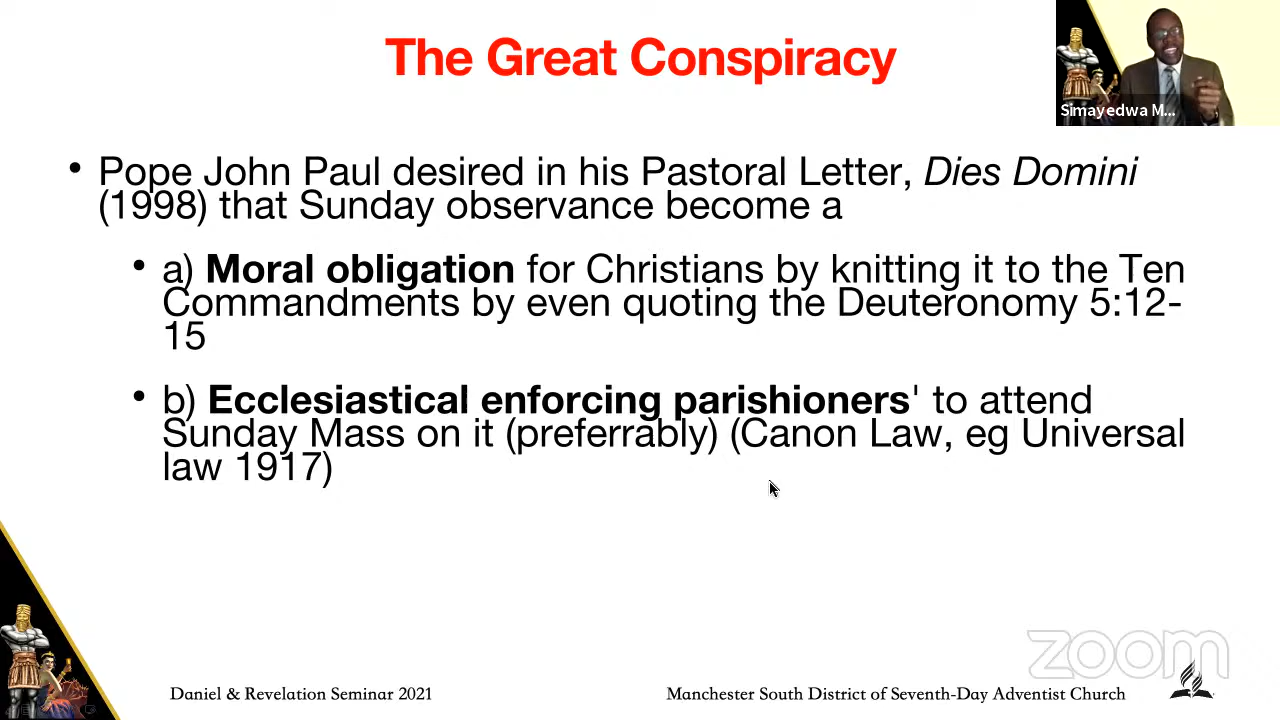 The Great Conspiracy
Simayedwa M...
• Pope John Paul desired in his Pastoral Letter, Dies Domini
(1998) that Sunday observance become a
• a) Moral obligation for Christians by knitting it to the Ten
Commandments by even quoting the Deuteronomy 5:12-
15
• b) Ecclesiastical enforcing parishioners' to attend
Sunday Mass on it (preferrably) (Canon Law, eg Universal
law 1917)
zoom
Daniel & Revelation Seminar 2021
Manchester South District of Seventh-Day Adventist Church